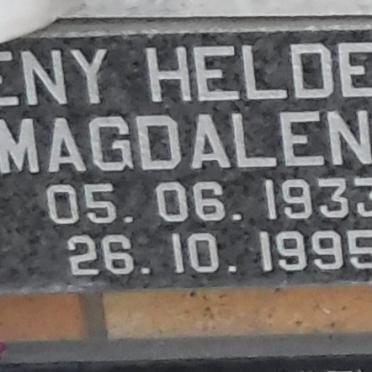 ENY HELDE
MAGDALEN
05. 06. 1933
26. 10. 1995